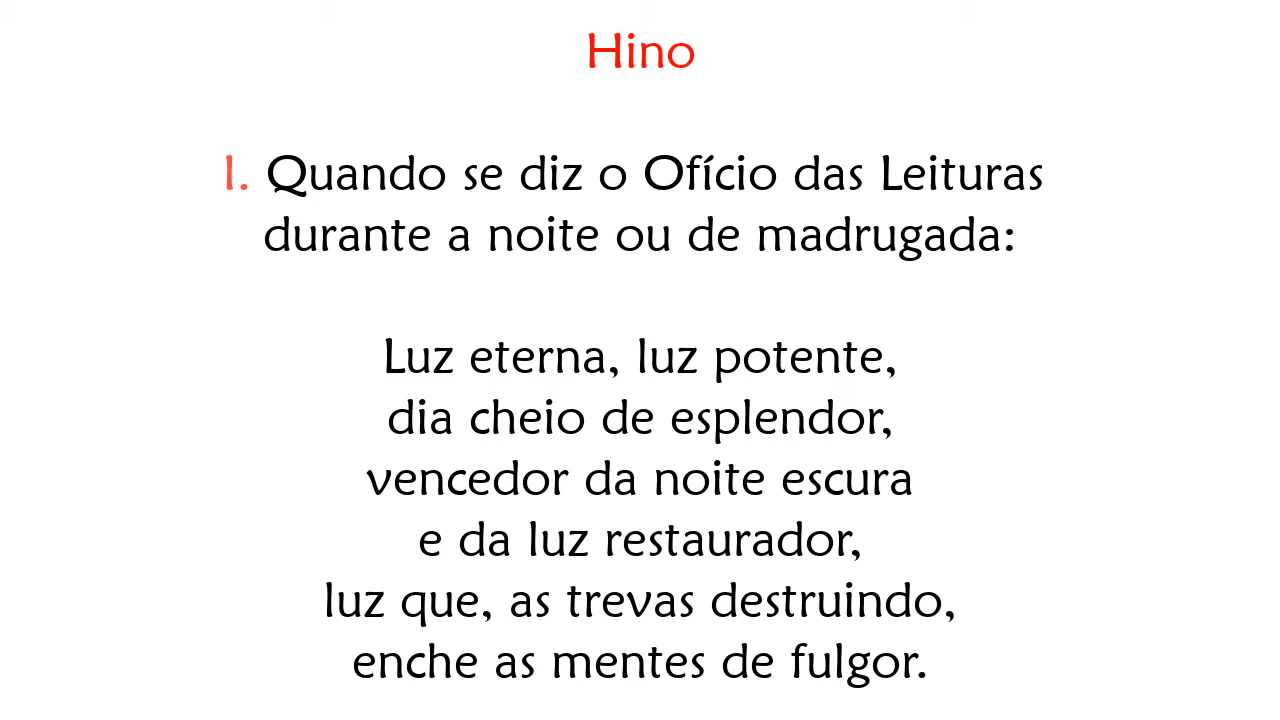 Hino
I. Quando se diz o Ofício das Leituras
durante a noite ou de madrugada:
Luz eterna, luz potente,
dia cheio de esplendor,
vencedor da noite escura
e da luz restaurador,
luz que, as trevas destruindo,
enche as mentes de fulgor.